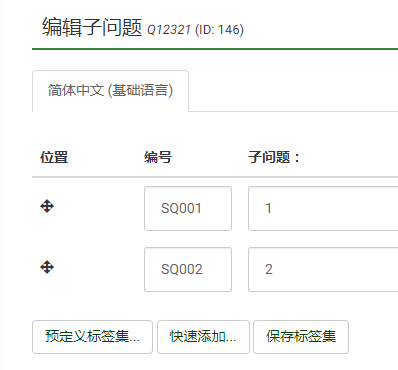 编辑子问题 Q12321 (ID: 146)
简体中文 (基础语言)
位置 编号 子问题：
SQ001 1
SQ002 2
预定义标签集... 快速添加... 保存标签集